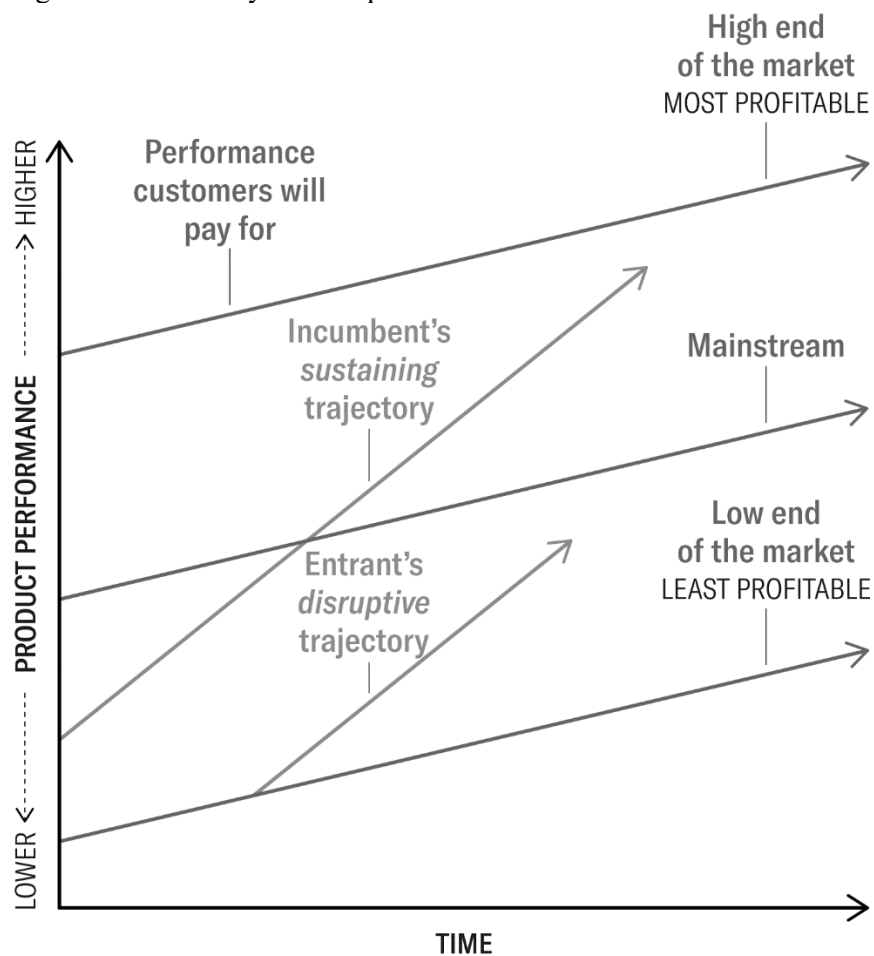 High end
of the market
MOST PROFITABLE
Performance
customers will
pay for
Incumbent's
sustaining
trajectory
Mainstream
Low end
of the market
LEAST PROFITABLE
Entrant's
disruptive
trajectory
LOWER
PRODUCT PERFORMANCE
HIGHER
TIME